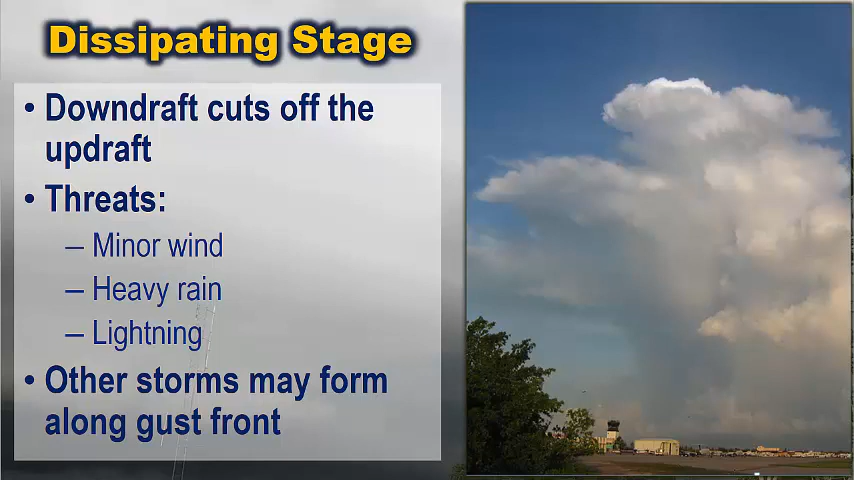 Dissipating Stage
• Downdraft cuts off the
updraft
• Threats:
– Minor wind
– Heavy rain
– Lightning
• Other storms may form
along gust front